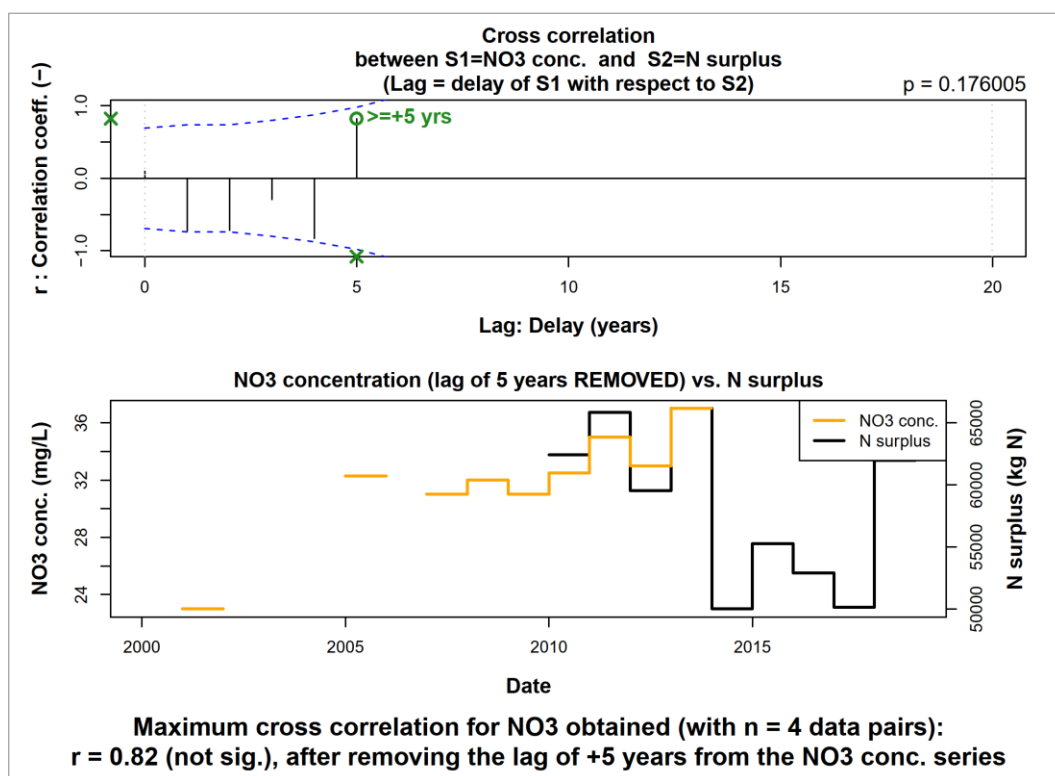 Cross correlation
between S1=NO3 conc. and S2=N surplus
(Lag = delay of S1 with respect to S2)
p = 0.176005
r : Correlation coeff. (−)
1.0
0.0
−1.0
>=+5 yrs
0
5
10
15
20
Lag: Delay (years)
NO3 concentration (lag of 5 years REMOVED) vs. N surplus
NO3 conc. (mg/L)
36
32
28
24
NO3 conc.
N surplus
65000
60000
55000
50000
N surplus (kg N)
2000
2005
2010
2015
Date
Maximum cross correlation for NO3 obtained (with n = 4 data pairs):
r = 0.82 (not sig.), after removing the lag of +5 years from the NO3 conc. series